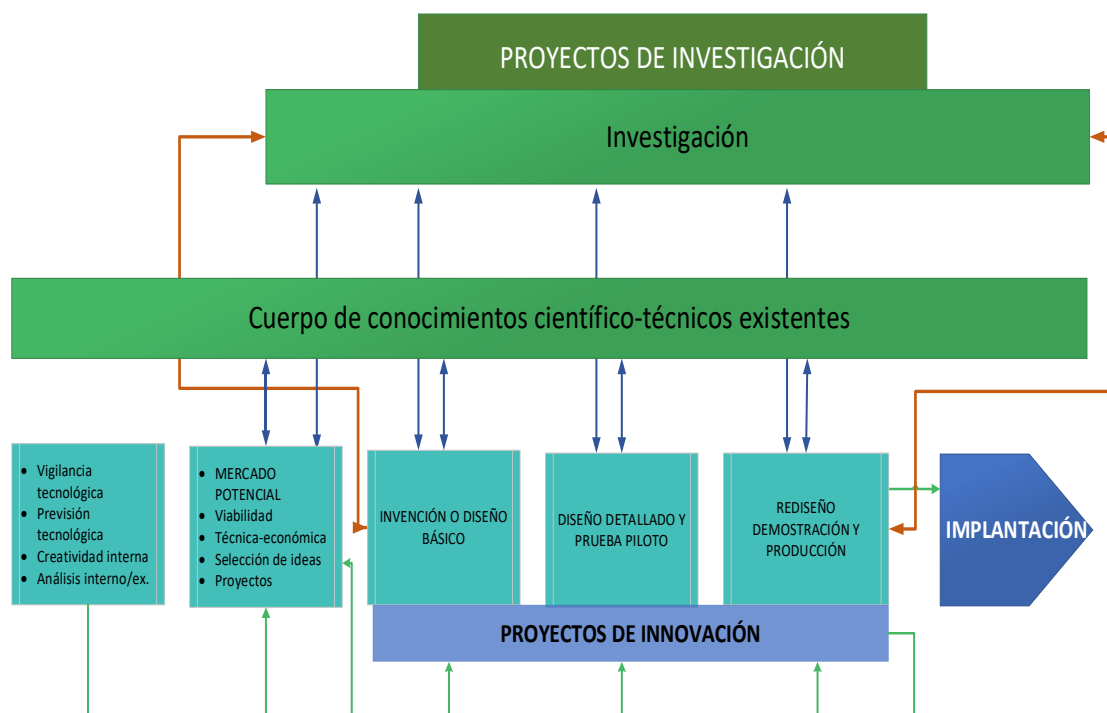 PROYECTOS DE INVESTIGACIÓN
Investigación
Cuerpo de conocimientos científico-técnicos existentes
• Vigilancia
tecnológica
• Previsión
tecnológica
• Creatividad interna
• Análisis interno/ex.
• MERCADO
POTENCIAL
• Viabilidad
• Técnica-económica
• Selección de ideas
• Proyectos
INVENCIÓN O DISEÑO
BÁSICO
DISEÑO DETALLADO Y
PRUEBA PILOTO
REDISEÑO
DEMOSTRACIÓN Y
PRODUCCIÓN
IMPLANTACIÓN
PROYECTOS DE INNOVACIÓN